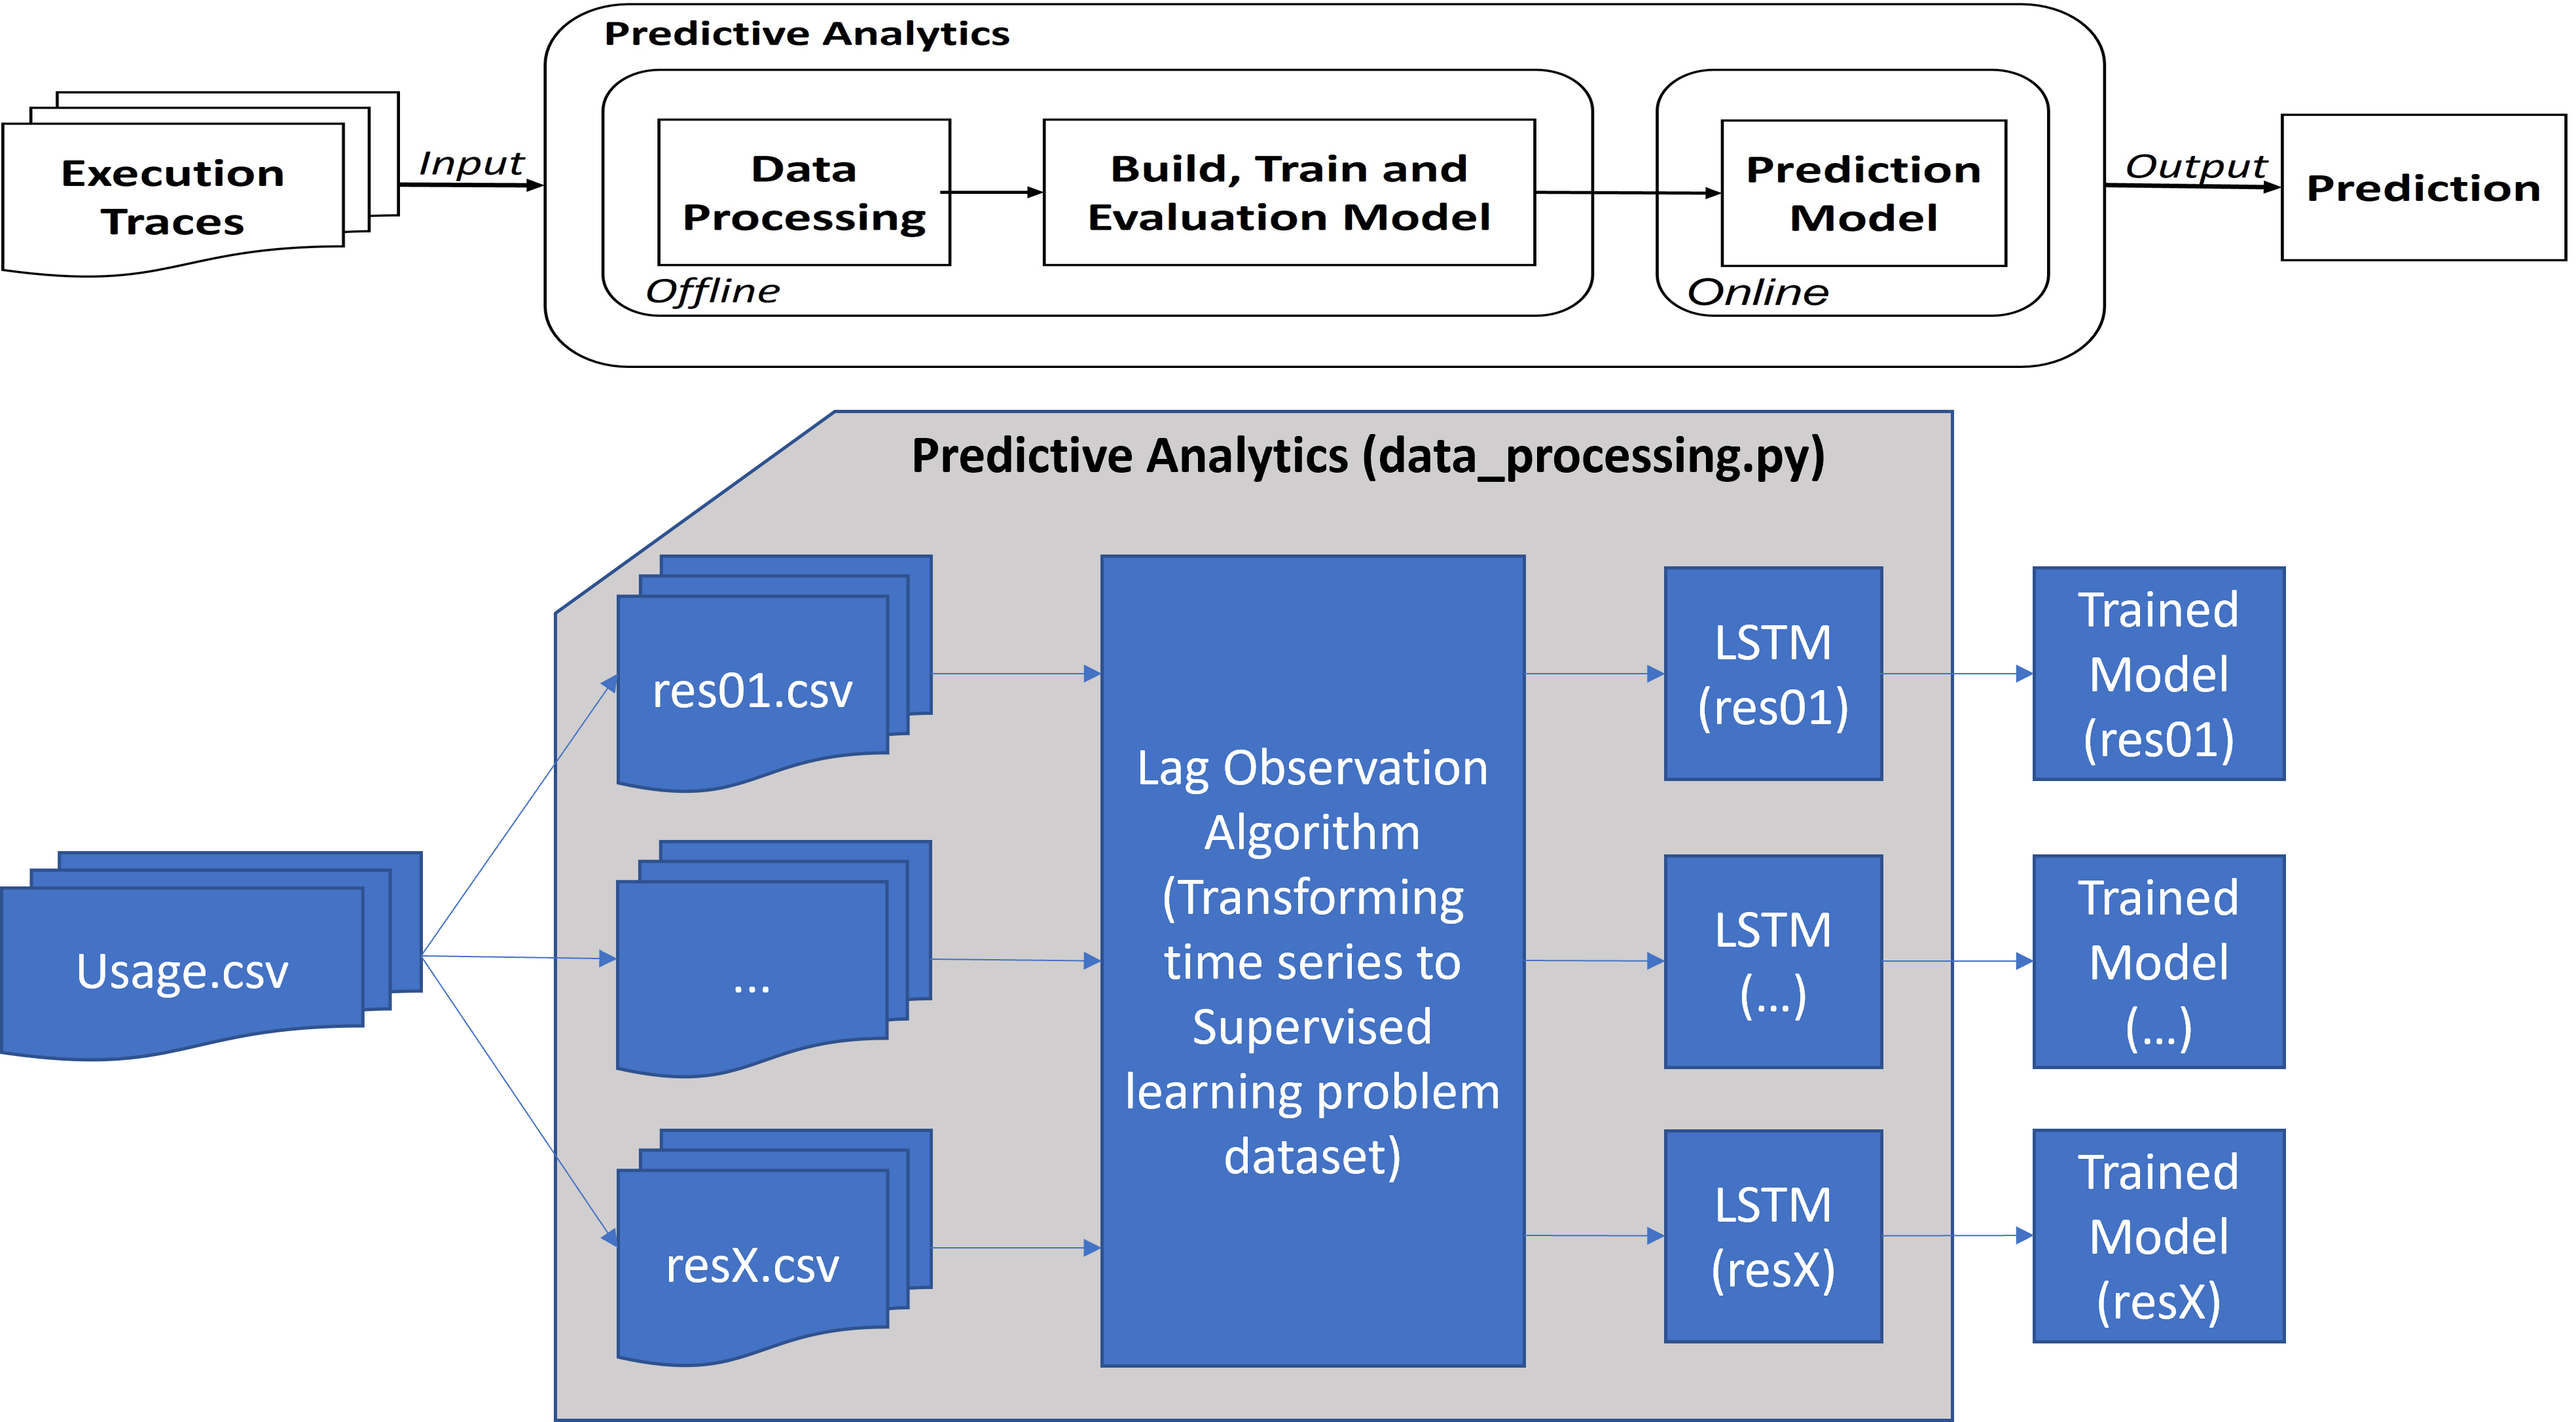 Predictive Analytics
Execution
Traces
Input
Data
Processing
Build, Train and
Evaluation Model
Offline
Prediction
Model
Online
Output
Prediction
Predictive Analytics (data_processing.py)
Usage.csv
res01.csv
...
resX.csv
Lag Observation
Algorithm
(Transforming
time series to
Supervised
learning problem
dataset)
LSTM
(res01)
LSTM
(...)
LSTM
(resX)
Trained
Model
(res01)
Trained
Model
(...)
Trained
Model
(resX)